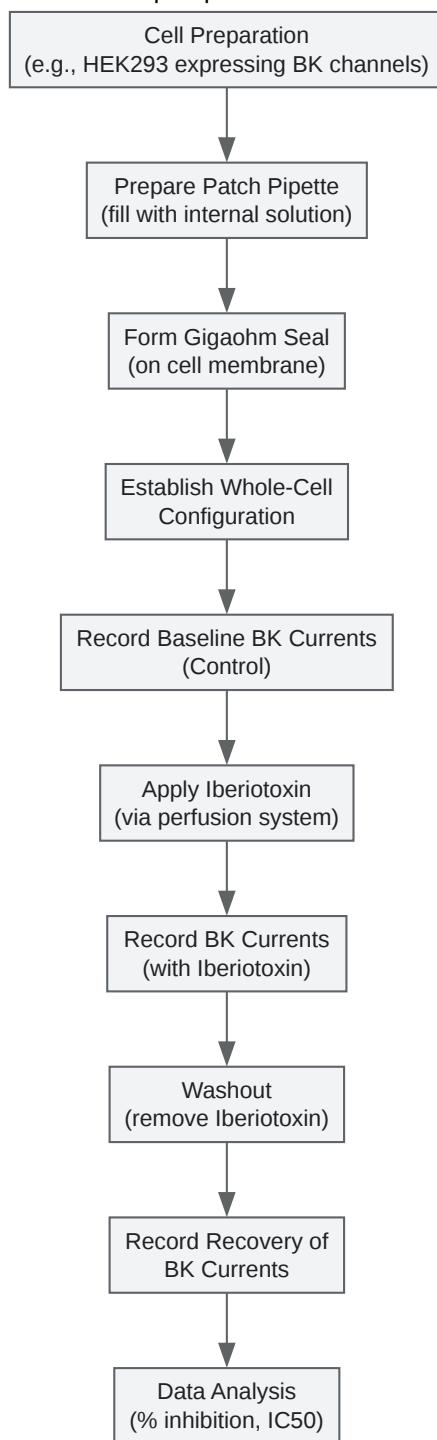 Cell Preparation
(e.g., HEK293 expressing BK channels)
Prepare Patch Pipette
(fill with internal solution)
Form Gigaohm Seal
(on cell membrane)
Establish Whole-Cell
Configuration
Record Baseline BK Currents
(Control)
Apply Iberiotoxin
(via perfusion system)
Record BK Currents
(with Iberiotoxin)
Washout
(remove Iberiotoxin)
Record Recovery of
BK Currents
Data Analysis
(% inhibition, IC50)